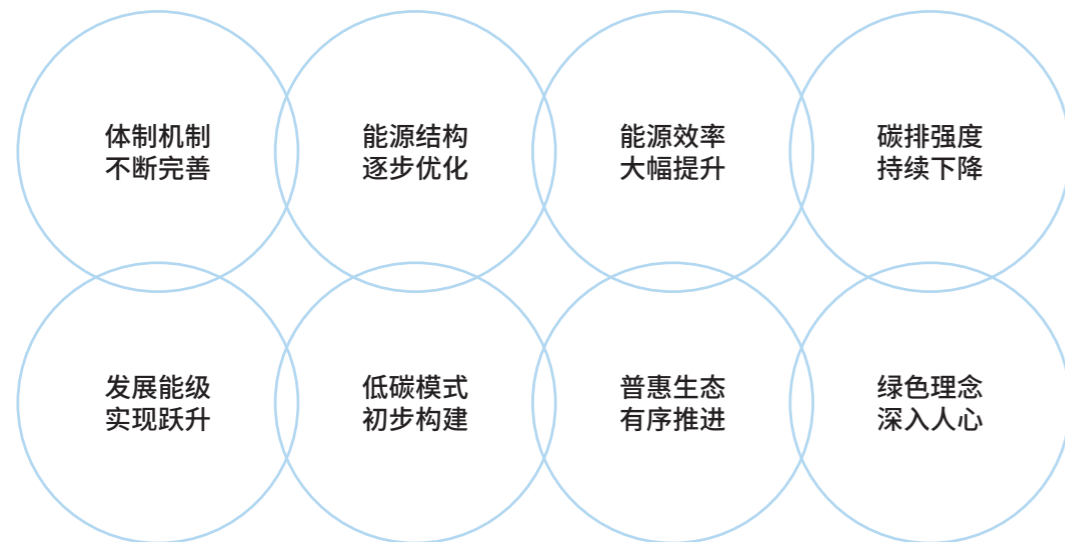 体制机制
不断完善
能源结构
逐步优化
能源效率
大幅提升
碳排强度
持续下降
发展能级
实现跃升
低碳模式
初步构建
普惠生态
有序推进
绿色理念
深入人心